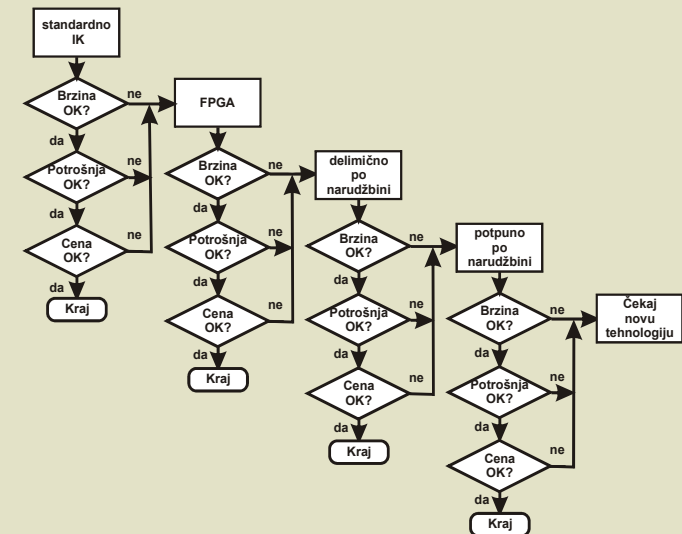 standardno
IK
Brzina
OK?
ne
da
Potrošnja
OK?
ne
da
Cena
OK?
ne
da
Kraj
FPGA
Brzina
OK?
ne
da
Potrošnja
OK?
ne
da
Cena
OK?
ne
da
Kraj
delimično
po
narudžbini
Brzina
OK?
ne
da
Potrošnja
OK?
ne
da
Cena
OK?
ne
da
Kraj
potpuno
po
narudžbini
Brzina
OK?
ne
da
Potrošnja
OK?
ne
da
Cena
OK?
ne
da
Kraj
Čekaj
novu
tehnologiju